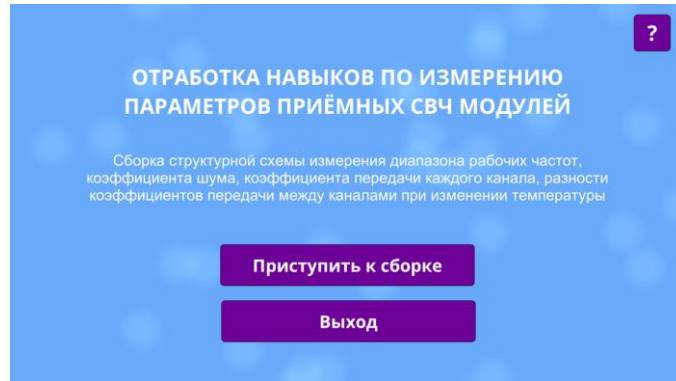 ?
ОТРАБОТКА НАВЫКОВ ПО ИЗМЕРЕНИЮ
ПАРАМЕТРОВ ПРИЁМНЫХ СВЧ МОДУЛЕЙ
Сборка структурной схемы измерения диапазона рабочих частот,
коэффициента шума, коэффициента передачи каждого канала, разности
коэффициентов передачи между каналами при изменении температуры
Приступить к сборке
Выход